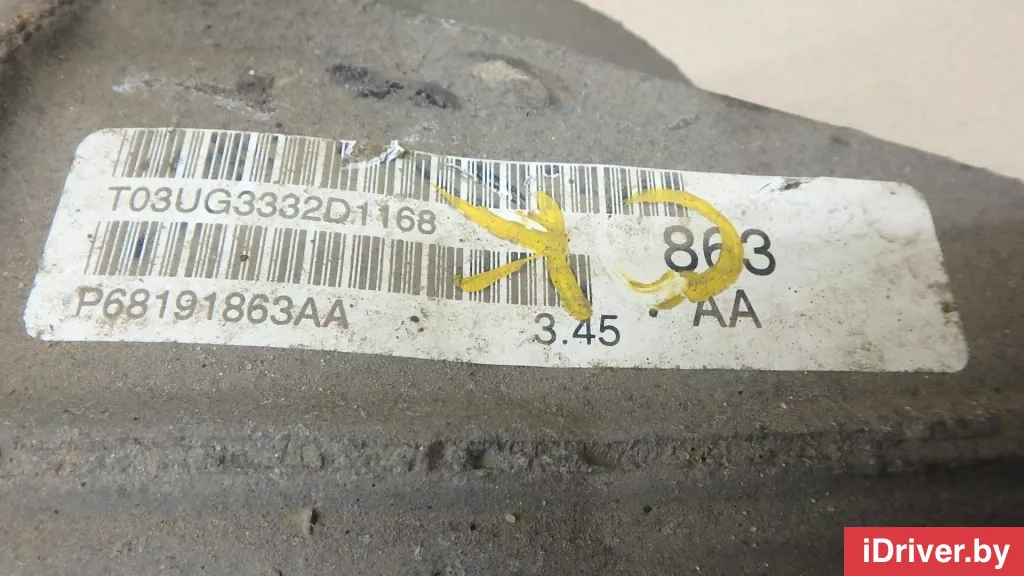 T03UG3332D1168
863
P68191863AA
3.45
AA
iDriver.by